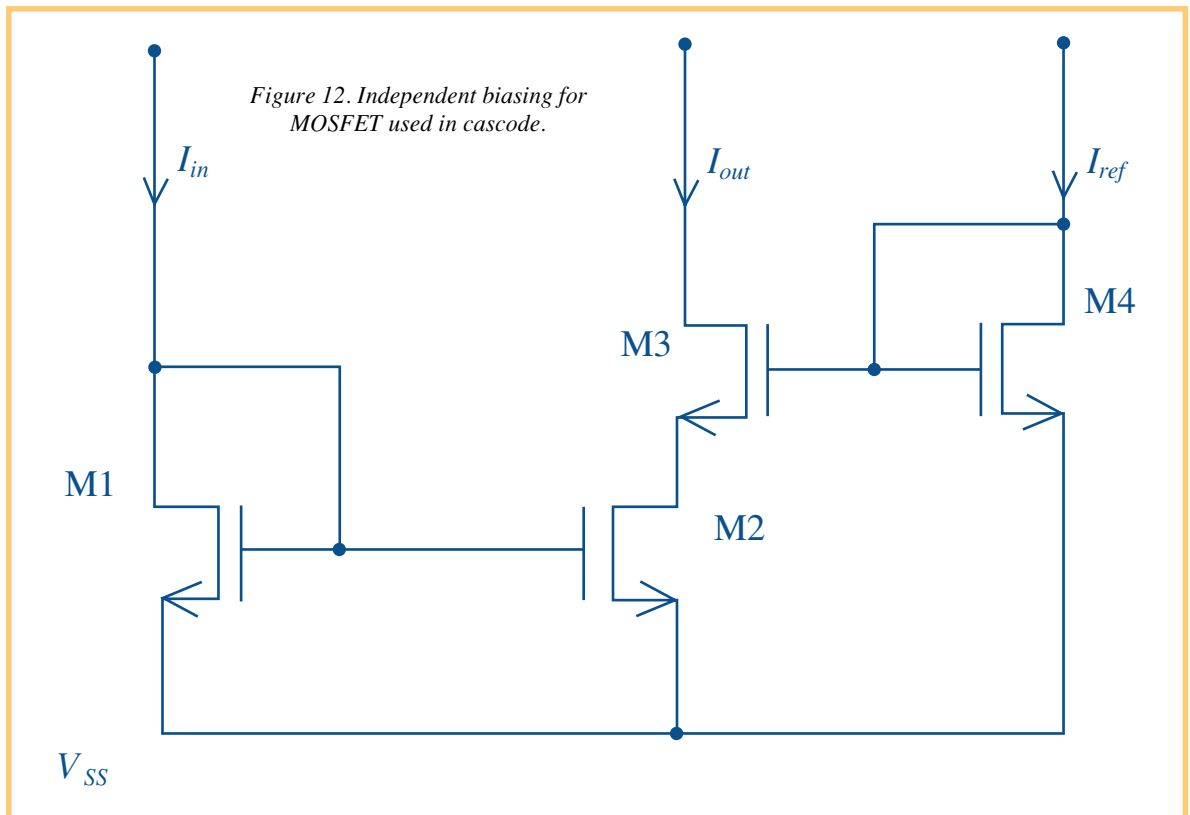 Figure 12. Independent biasing for
MOSFET used in cascode.
I_in
I_out
I_ref
M4
M3
M1
M2
V_SS